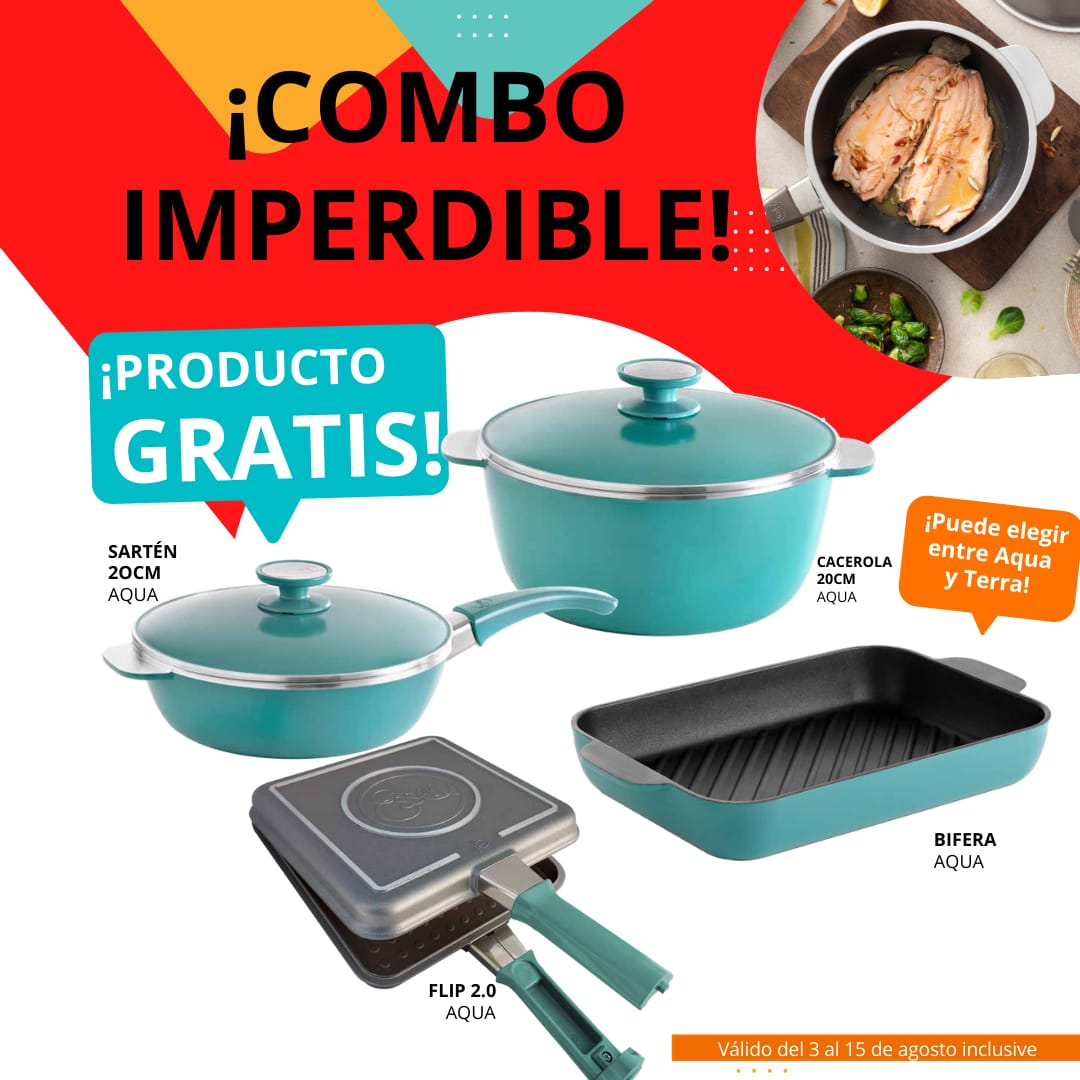 ¡COMBO
IMPERDIBLE!
¡PRODUCTO
GRATIS!
SARTÉN
2OCM
AQUA
CACEROLA
20CM
AQUA
¡Puede elegir
entre Aqua
y Terra!
BIFERA
AQUA
FLIP 2.0
AQUA
Válido del 3 al 15 de agosto inclusive